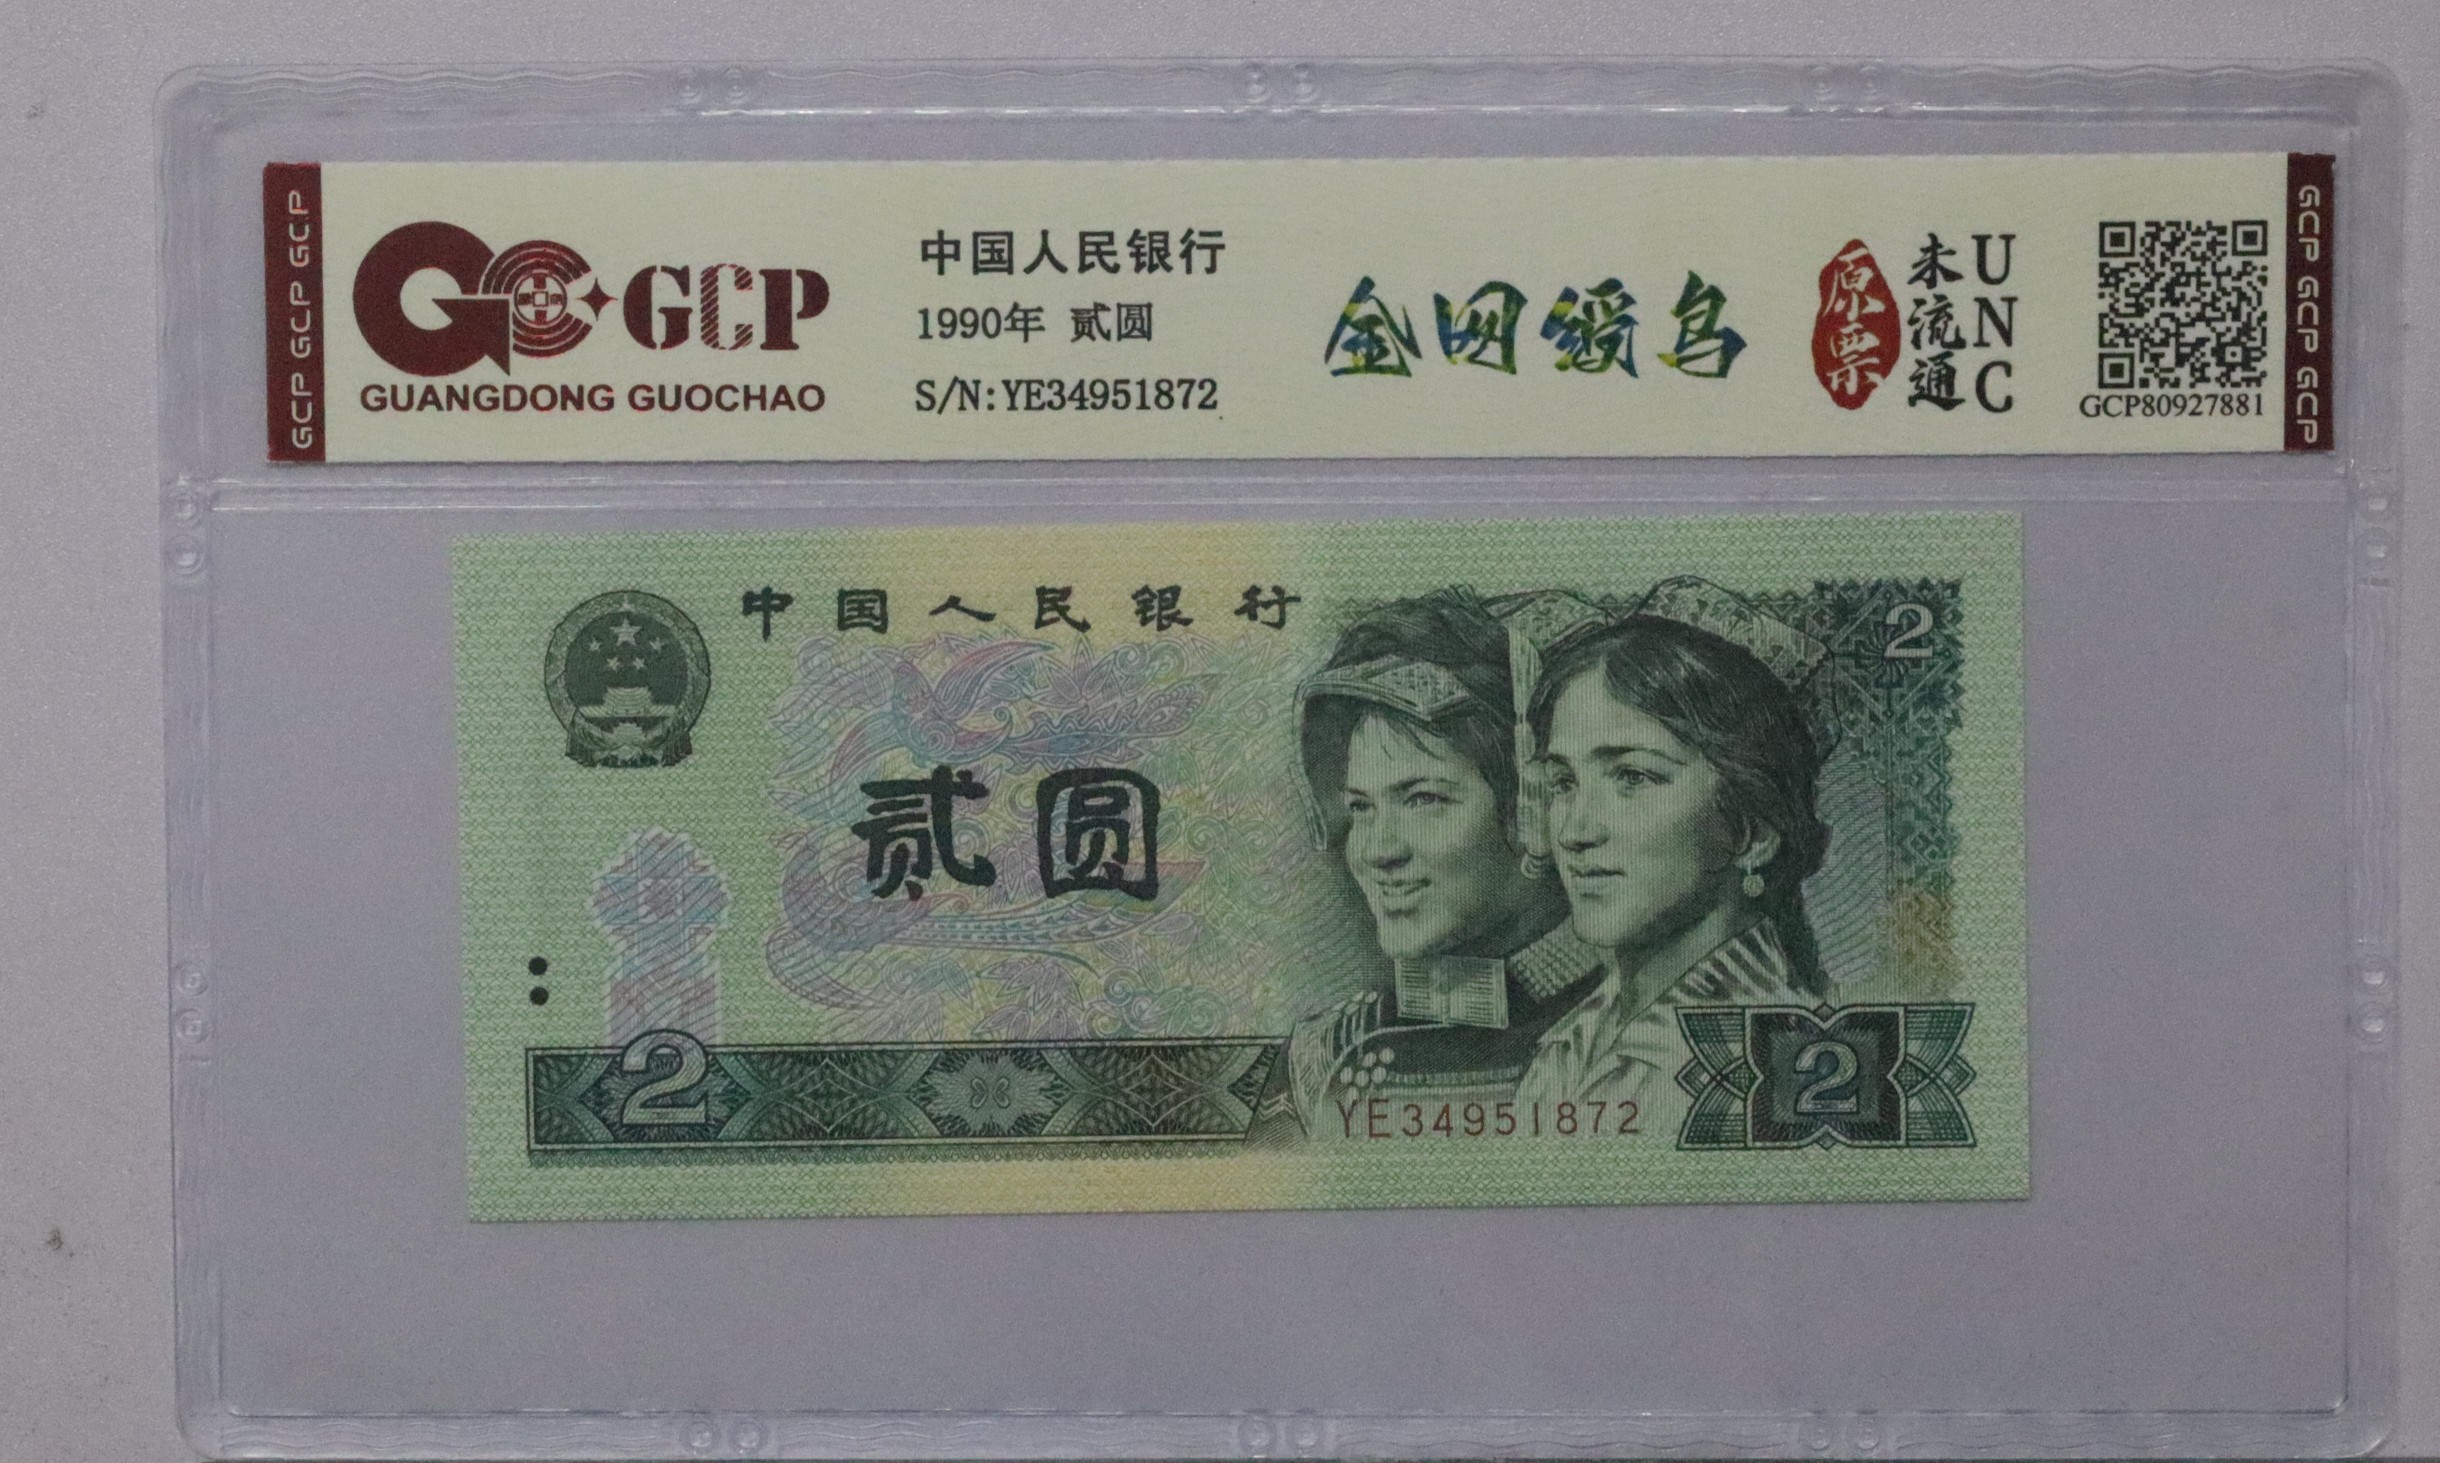 GCP GCP GCP
GCP
GUANGDONG GUOCHAO
中国人民银行
1990年 贰圆
S/N:YE34951872
金网绶鸟
原票
未流通
UNC
GCP80927881
GCP GCP GCP
中国人民银行
2
贰圆
2
YE34951872
2